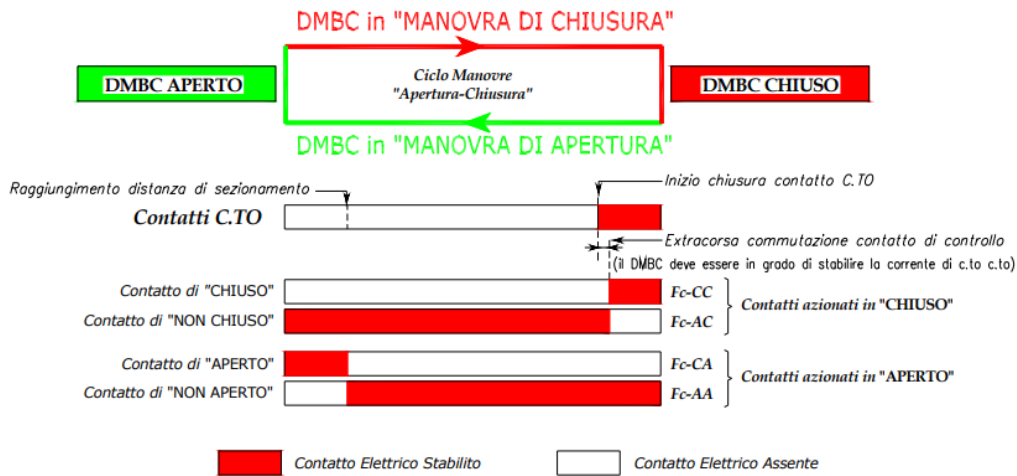 DMBC in "MANOVRA DI CHIUSURA"
DMBC APERTO
Ciclo Manovre
"Apertura-Chiusura"
DMBC CHIUSO
DMBC in "MANOVRA DI APERTURA"
Raggiungimento distanza di sezionamento
Inizio chiusura contatto C.TO
Contatti C.TO
Extracorsa commutazione contatto di controllo
(il DMBC deve essere in grado di stabilire la corrente di c.to c.to)
Contatto di "CHIUSO"
Fc-CC
Contatti azionati in "CHIUSO"
Contatto di "NON CHIUSO"
Fc-AC
Contatto di "APERTO"
Fc-CA
Contatti azionati in "APERTO"
Contatto di "NON APERTO"
Fc-AA
Contatto Elettrico Stabilito
Contatto Elettrico Assente